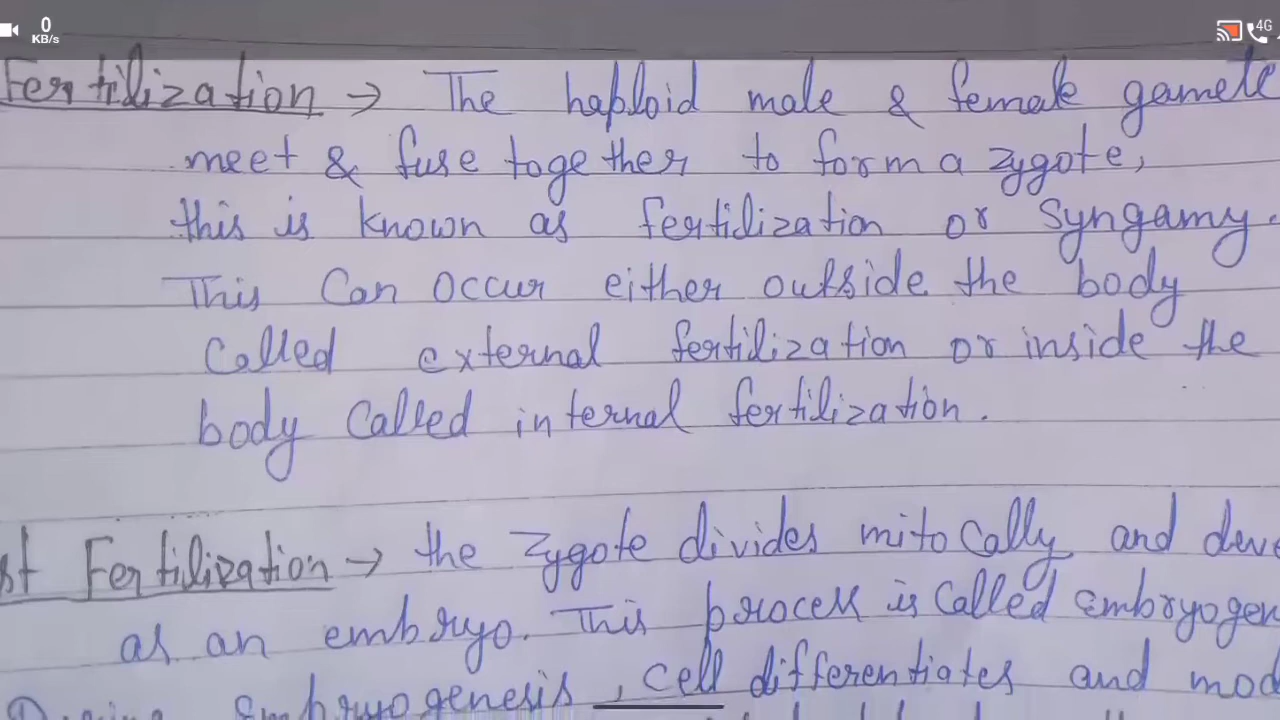 0
KB/s
4G
Fertilization → The haploid male & female gamete
meet & fuse together to form a zygote,
this is known as fertilization or Syngamy.
This Can occur either outside the body
Called external fertilization or inside the
body Called internal fertilization.
st Fertilization → the Zygote divides mitocally and deve
as an embryo. This process is Called embryogen
During embryogenesis, cell differentiates and mod